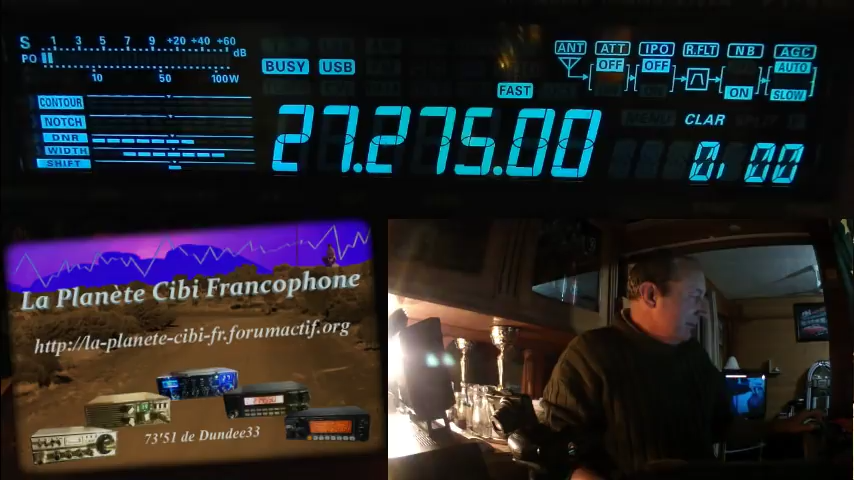 S 1 3 5 7 9 +20 +40 +60 dB
PO
10 50 100W
BUSY USB
FAST
ANT ATT IPO R.FLT NB AGC
OFF OFF AUTO
ON SLOW
CONTOUR
NOTCH
DNR
WIDTH
SHIFT
27.275.00
CLAR
0.00
La Planète Cibi Francophone
http://la-planete-cibi-fr.forumactif.org
73'51 de Dundee33